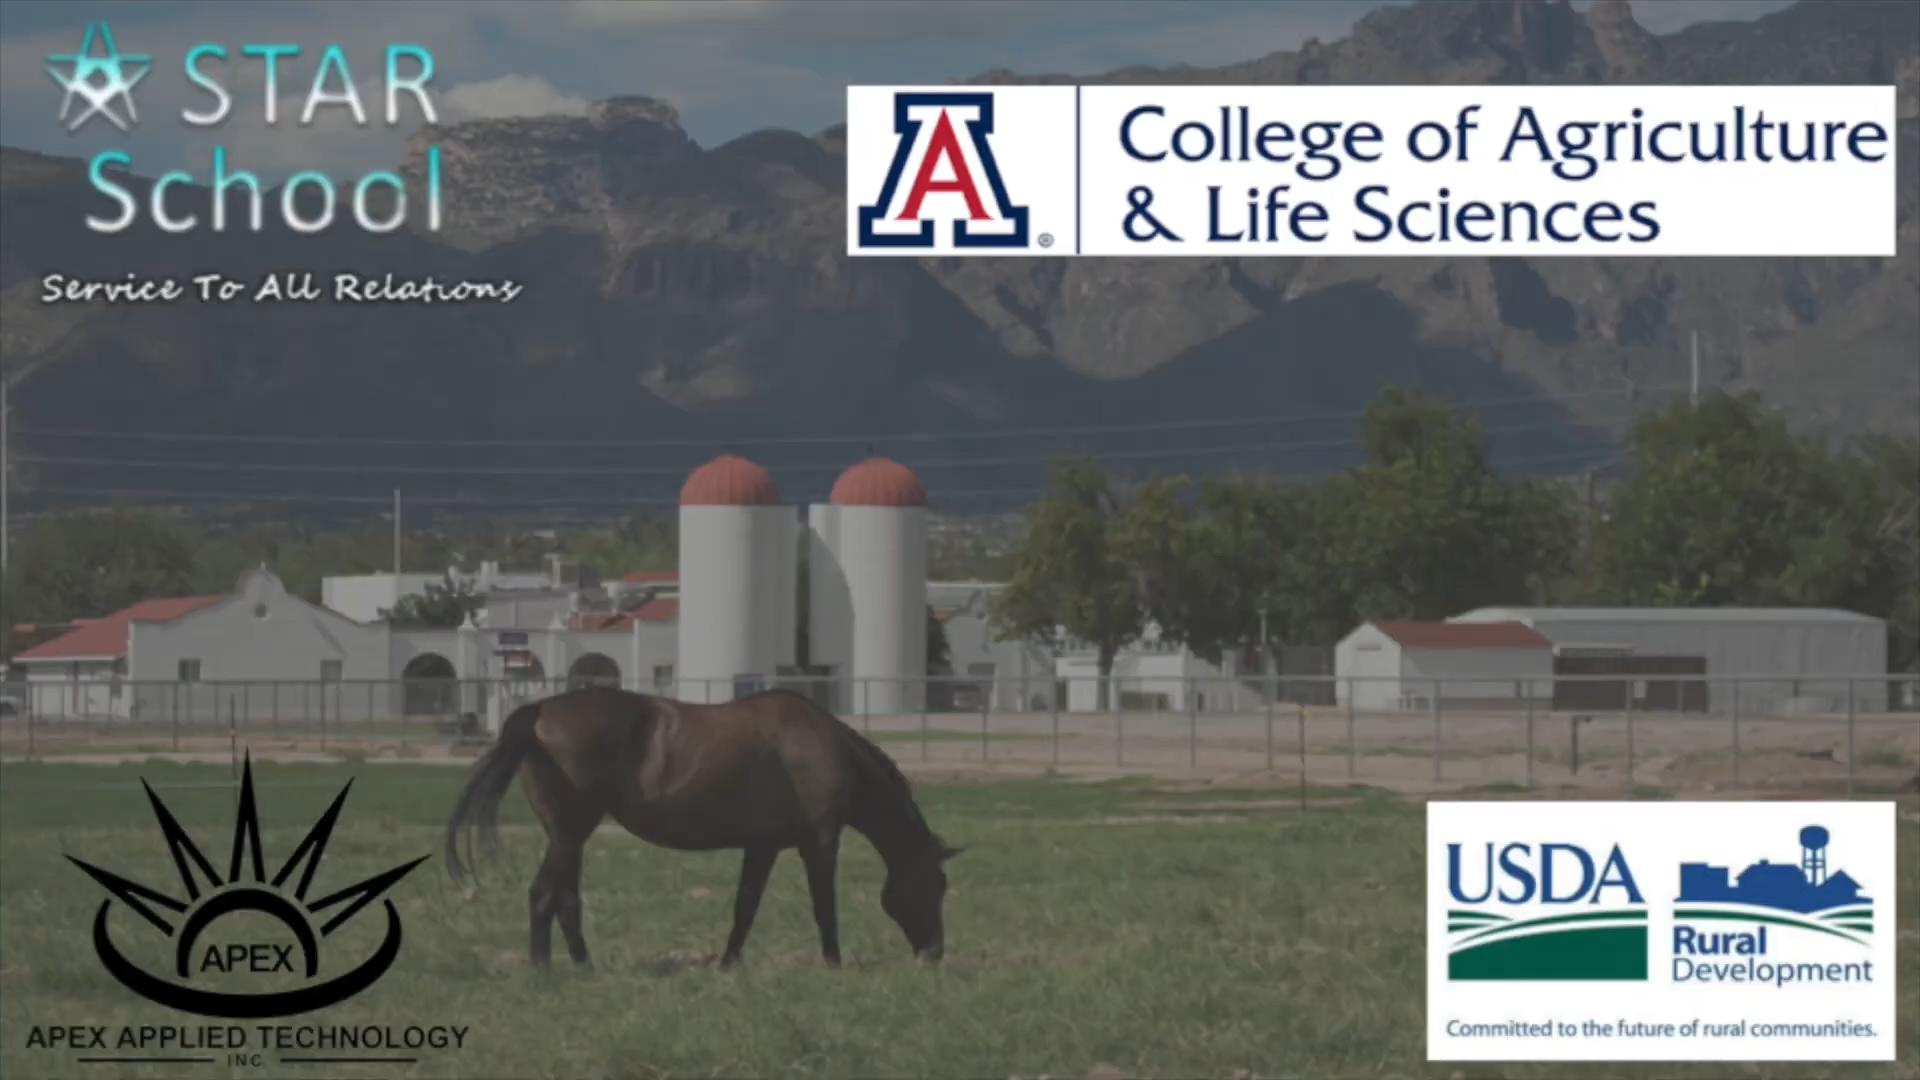 STAR
School
Service To All Relations
A
®
College of Agriculture
& Life Sciences
APEX
APEX APPLIED TECHNOLOGY
INC
USDA
Rural
Development
Committed to the future of rural communities.